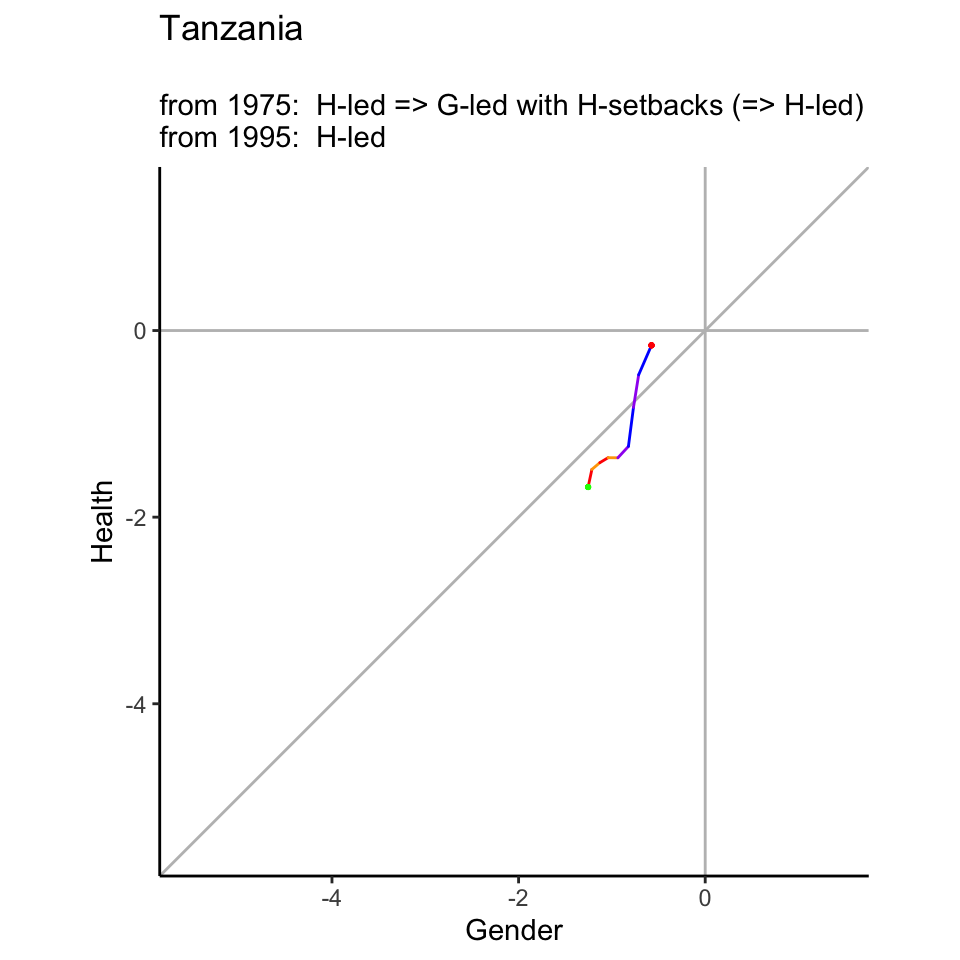 Tanzania
from 1975:  H-led => G-led with H-setbacks (=> H-led)
from 1995:  H-led
0
-2
-4
Health
-4
-2
0
Gender